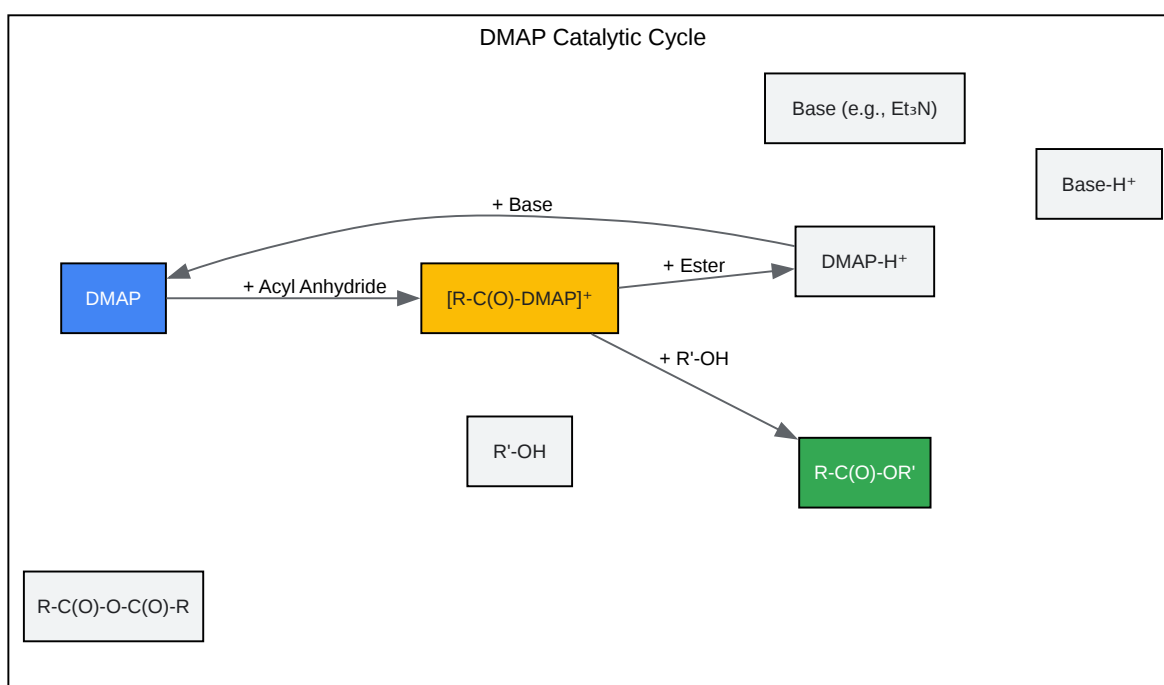 DMAP Catalytic Cycle
Base (e.g., Et₃N)
Base-H⁺
+ Base
DMAP-H⁺
+ Ester
DMAP
+ Acyl Anhydride
[R-C(O)-DMAP]⁺
+ R'-OH
R'-OH
R-C(O)-OR'
R-C(O)-O-C(O)-R